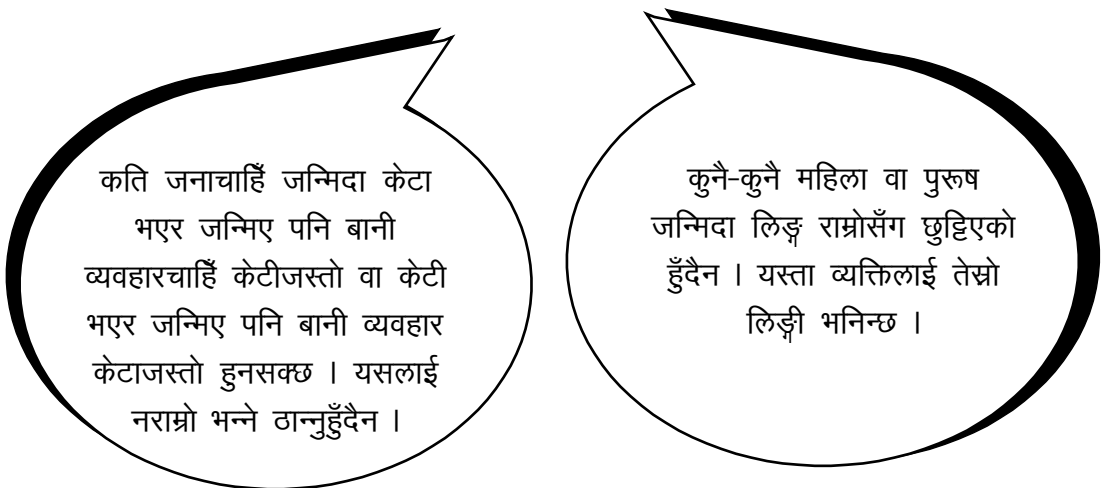 कति जनाचाहिँ जन्मिदा केटा
भएर जन्मिए पनि बानी
व्यवहारचाहिँ केटीजस्तो वा केटी
भएर जन्मिए पनि बानी व्यवहार
केटाजस्तो हुनसक्छ । यसलाई
नराम्रो भन्ने ठान्नुहुँदैन ।
कुनै-कुनै महिला वा पुरूष
जन्मिदा लिङ्ग राम्रोसँग छुट्टिएको
हुँदैन । यस्ता व्यक्तिलाई तेस्रो
लिङ्गी भनिन्छ ।